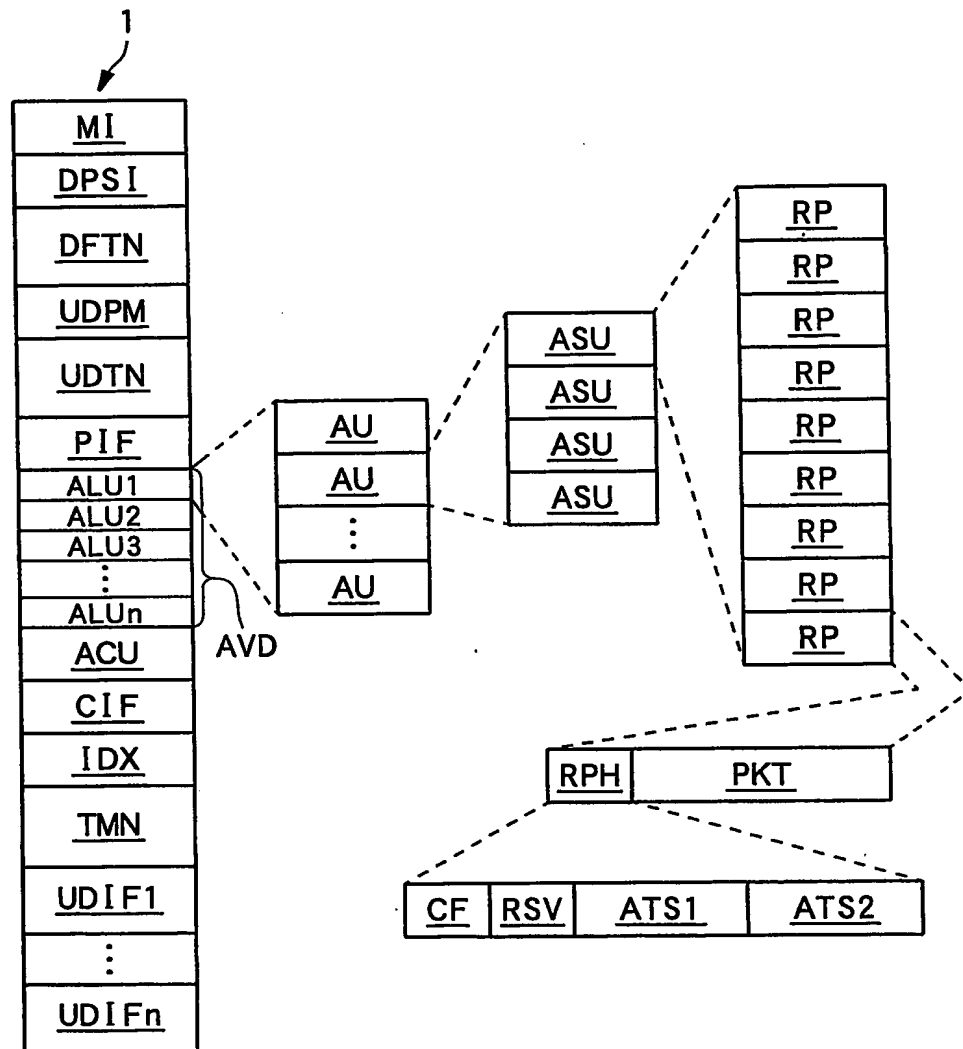 1
MI
DPSI
DFTN
UDPM
UDTN
PIF
ALU1
ALU2
ALU3
⋮
ALUn
AVD
ACU
CIF
IDX
TMN
UDIF1
⋮
UDIFn
AU
AU
⋮
AU
ASU
ASU
ASU
ASU
RP
RP
RP
RP
RP
RP
RP
RP
RP
RPH PKT
CF RSV ATS1 ATS2